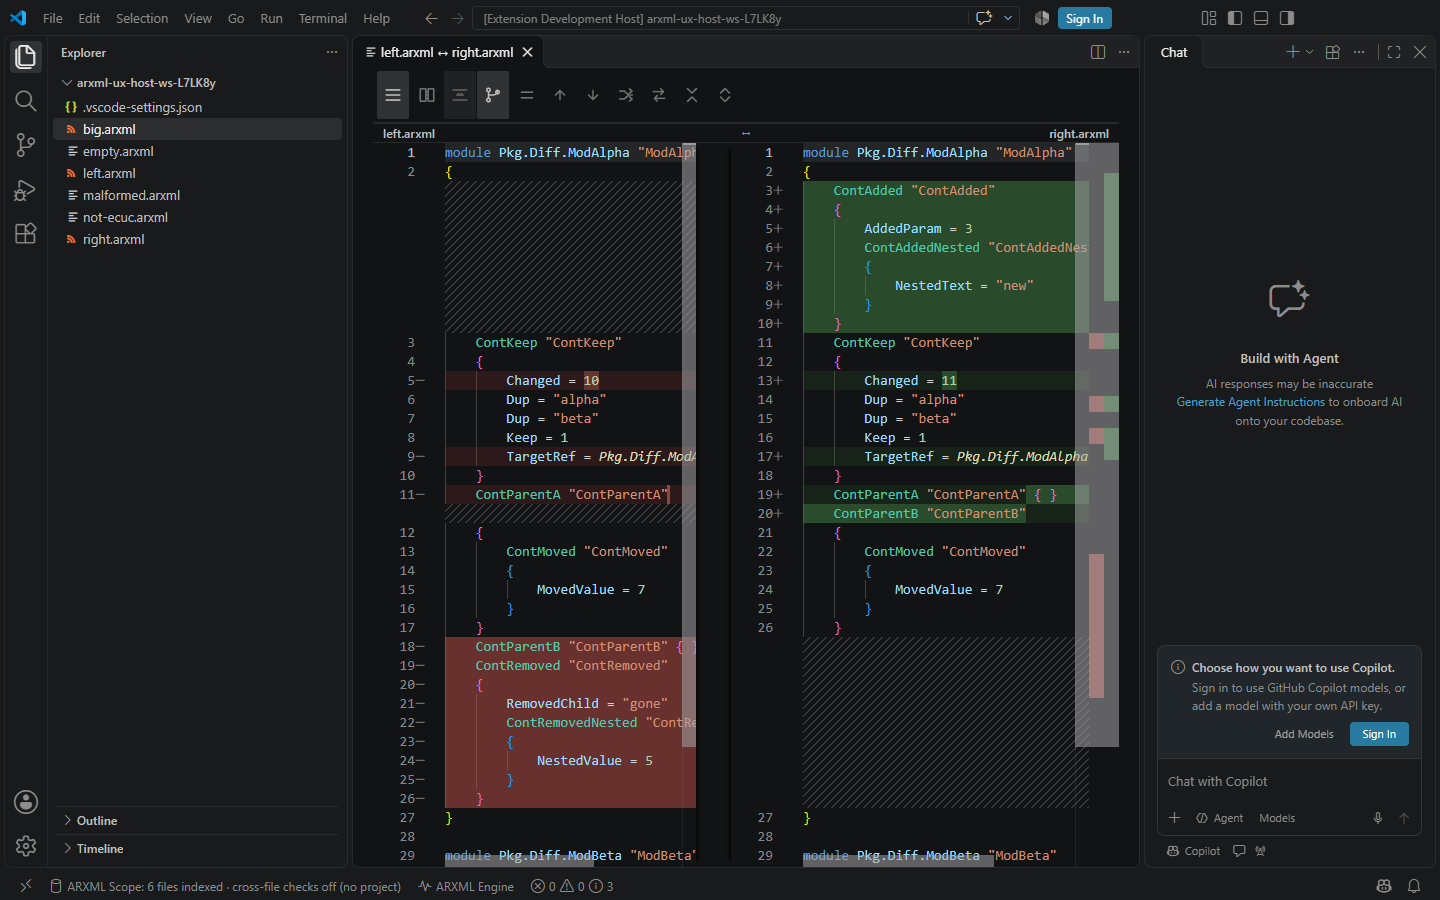 File Edit Selection View Go Run Terminal Help
[Extension Development Host] arxml-ux-host-ws-L7LK8y
Sign In
Explorer
arxml-ux-host-ws-L7LK8y
{} .vscode-settings.json
big.arxml
empty.arxml
left.arxml
malformed.arxml
not-ecuc.arxml
right.arxml
Outline
Timeline
left.arxml ↔ right.arxml
left.arxml ↔ right.arxml
1 module Pkg.Diff.ModAlpha "ModAlph
2 {
3 ContKeep "ContKeep"
4 {
5− Changed = 10
6 Dup = "alpha"
7 Dup = "beta"
8 Keep = 1
9− TargetRef = Pkg.Diff.ModA
10 }
11− ContParentA "ContParentA"
12 {
13 ContMoved "ContMoved"
14 {
15 MovedValue = 7
16 }
17 }
18− ContParentB "ContParentB" { }
19− ContRemoved "ContRemoved"
20− {
21− RemovedChild = "gone"
22− ContRemovedNested "ContRe
23− {
24− NestedValue = 5
25− }
26− }
27 }
28
29 module Pkg.Diff.ModBeta "ModBeta"
1 module Pkg.Diff.ModAlpha "ModAlpha"
2 {
3+ ContAdded "ContAdded"
4+ {
5+ AddedParam = 3
6+ ContAddedNested "ContAddedNes
7+ {
8+ NestedText = "new"
9+ }
10+ }
11 ContKeep "ContKeep"
12 {
13+ Changed = 11
14 Dup = "alpha"
15 Dup = "beta"
16 Keep = 1
17+ TargetRef = Pkg.Diff.ModAlpha
18 }
19+ ContParentA "ContParentA" { }
20+ ContParentB "ContParentB"
21 {
22 ContMoved "ContMoved"
23 {
24 MovedValue = 7
25 }
26 }
27 }
28
29 module Pkg.Diff.ModBeta "ModBeta"
Chat
Build with Agent
AI responses may be inaccurate
Generate Agent Instructions to onboard AI
onto your codebase.
Choose how you want to use Copilot.
Sign in to use GitHub Copilot models, or
add a model with your own API key.
Add Models Sign In
Chat with Copilot
Agent Models
Copilot
ARXML Scope: 6 files indexed · cross-file checks off (no project) ARXML Engine 0 0 3